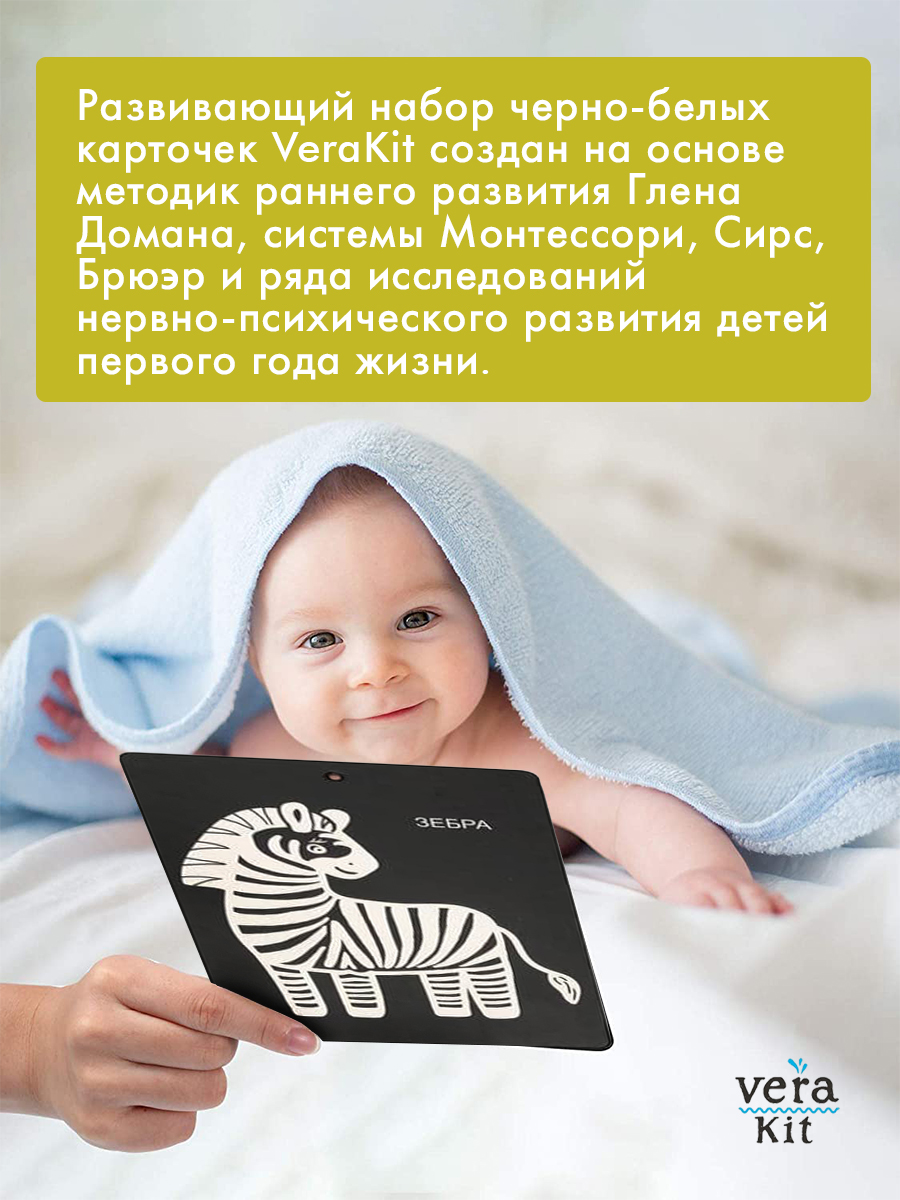 Развивающий набор черно-белых
карточек VeraKit создан на основе
методик раннего развития Глена
Домана, системы Монтессори, Сирс,
Брюэр и ряда исследований
нервно-психического развития детей
первого года жизни.
ЗЕБРА
vera
Kit